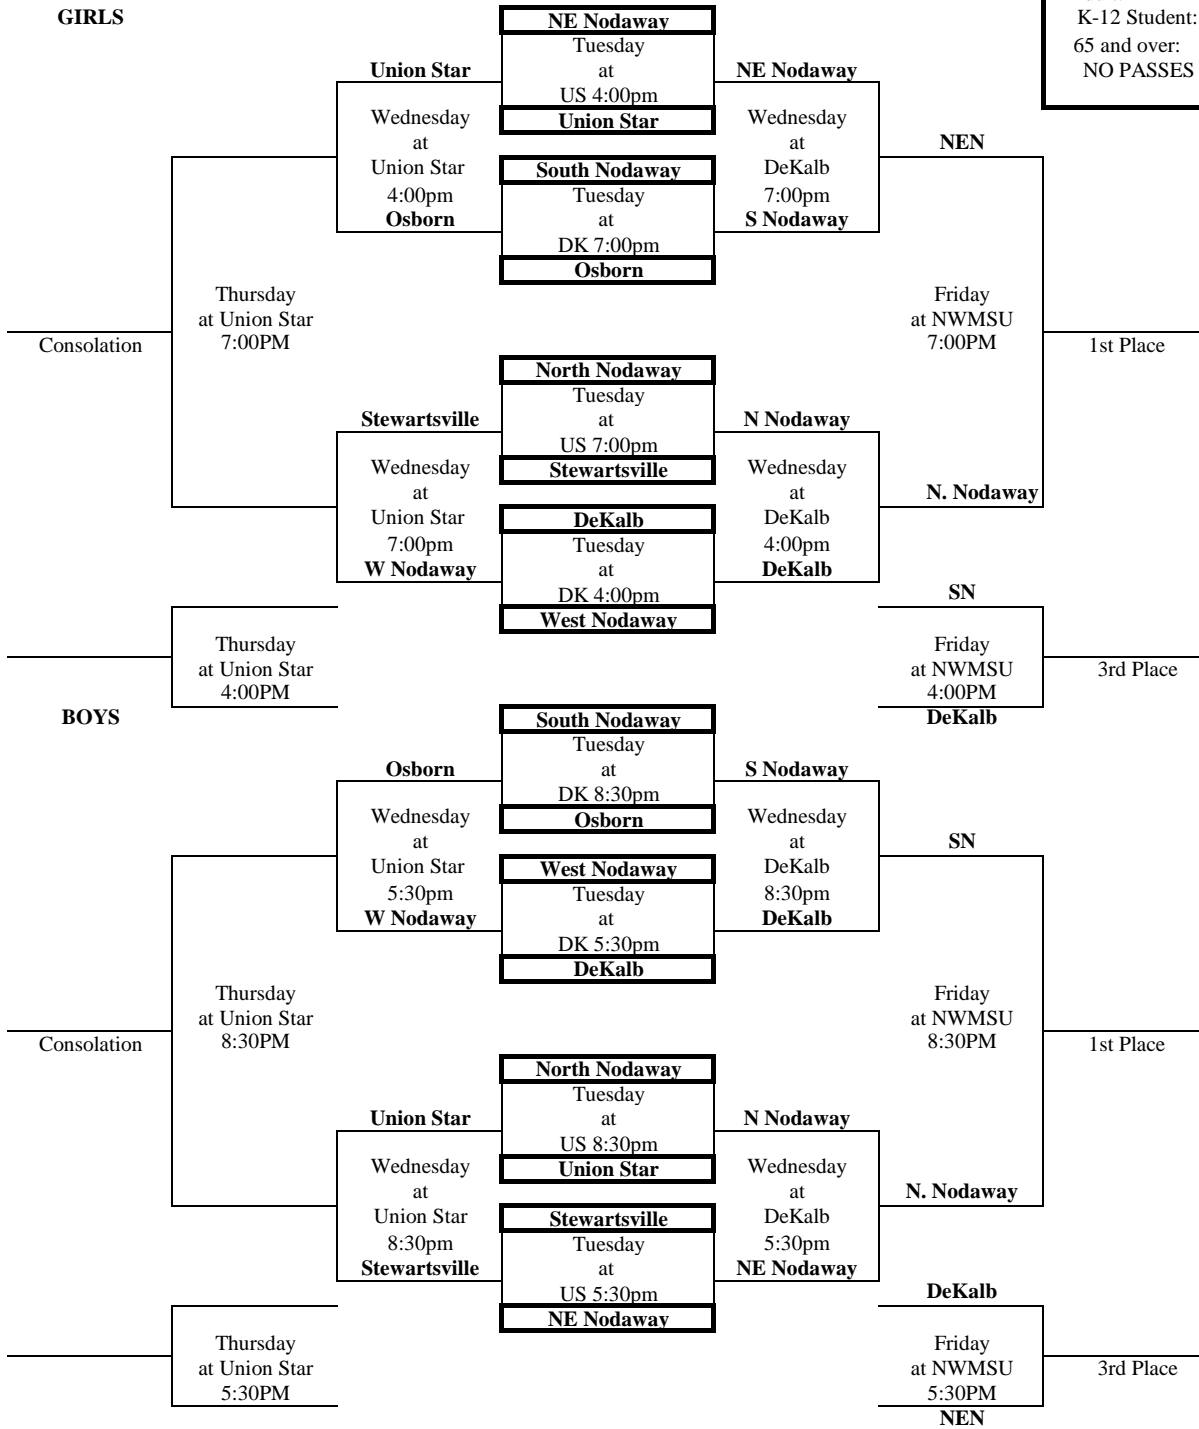 GIRLS
K-12 Student:
65 and over:
NO PASSES
NE Nodaway
Tuesday
at
US 4:00pm
Union Star
Union Star
Wednesday
at
Union Star
4:00pm
Osborn
NE Nodaway
Wednesday
at
DeKalb
7:00pm
S Nodaway
South Nodaway
Tuesday
at
DK 7:00pm
Osborn
NEN
Thursday
at Union Star
7:00PM
Consolation
Friday
at NWMSU
7:00PM
1st Place
North Nodaway
Tuesday
at
US 7:00pm
Stewartsville
Stewartsville
Wednesday
at
Union Star
7:00pm
W Nodaway
N Nodaway
Wednesday
at
DeKalb
4:00pm
DeKalb
N. Nodaway
DeKalb
Tuesday
at
DK 4:00pm
West Nodaway
Thursday
at Union Star
4:00PM
SN
Friday
at NWMSU
4:00PM
DeKalb
3rd Place
BOYS
South Nodaway
Tuesday
at
DK 8:30pm
Osborn
Osborn
Wednesday
at
Union Star
5:30pm
W Nodaway
S Nodaway
Wednesday
at
DeKalb
8:30pm
DeKalb
SN
West Nodaway
Tuesday
at
DK 5:30pm
DeKalb
Thursday
at Union Star
8:30PM
Consolation
Friday
at NWMSU
8:30PM
1st Place
North Nodaway
Tuesday
at
US 8:30pm
Union Star
Union Star
Wednesday
at
Union Star
8:30pm
Stewartsville
N Nodaway
Wednesday
at
DeKalb
5:30pm
NE Nodaway
N. Nodaway
Stewartsville
Tuesday
at
US 5:30pm
NE Nodaway
Thursday
at Union Star
5:30PM
DeKalb
Friday
at NWMSU
5:30PM
NEN
3rd Place